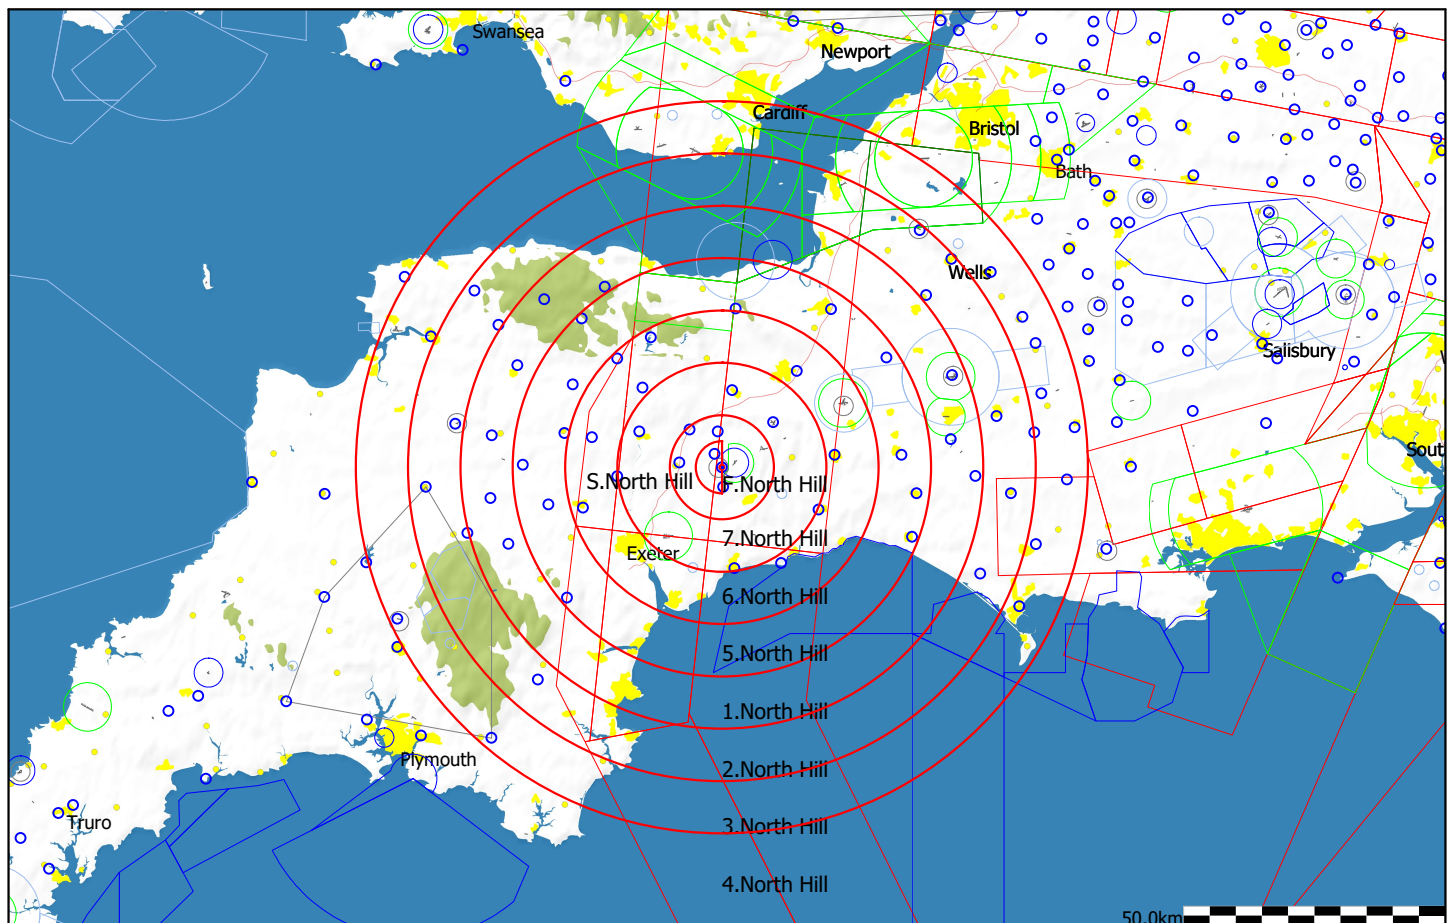 Swansea
Newport
Cardiff
Bristol
Bath
Wells
Salisbury
Sout
S.North Hill
F.North Hill
7.North Hill
Exeter
6.North Hill
5.North Hill
1.North Hill
Plymouth
2.North Hill
Truro
3.North Hill
4.North Hill
50.0km